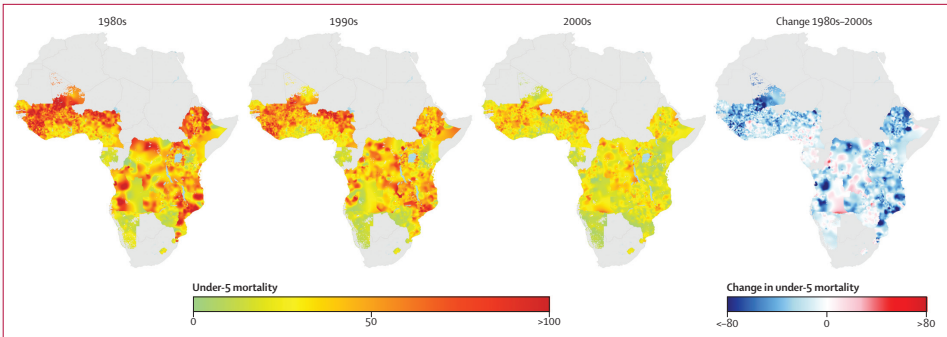 1980s
1990s
2000s
Change 1980s–2000s
Under-5 mortality
0
50
>100
Change in under-5 mortality
<–80
0
>80